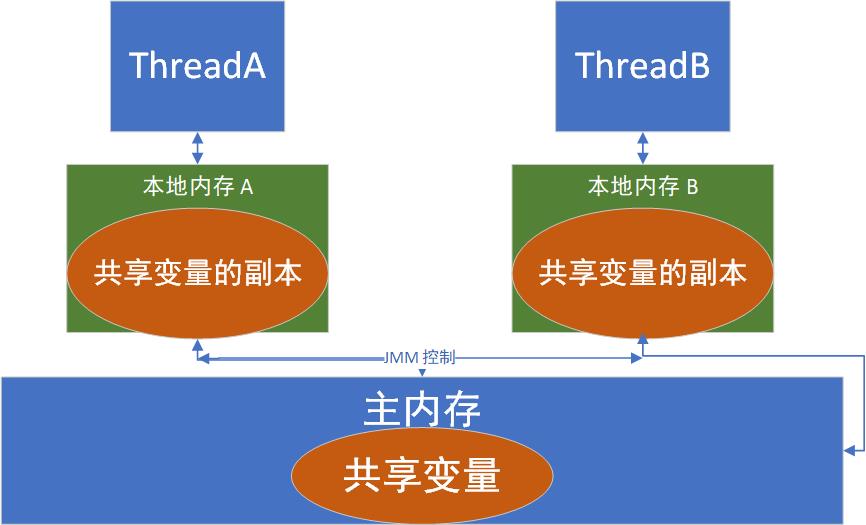 ThreadA
ThreadB
本地内存 A
本地内存 B
共享变量的副本
共享变量的副本
JMM 控制
主内存
共享变量